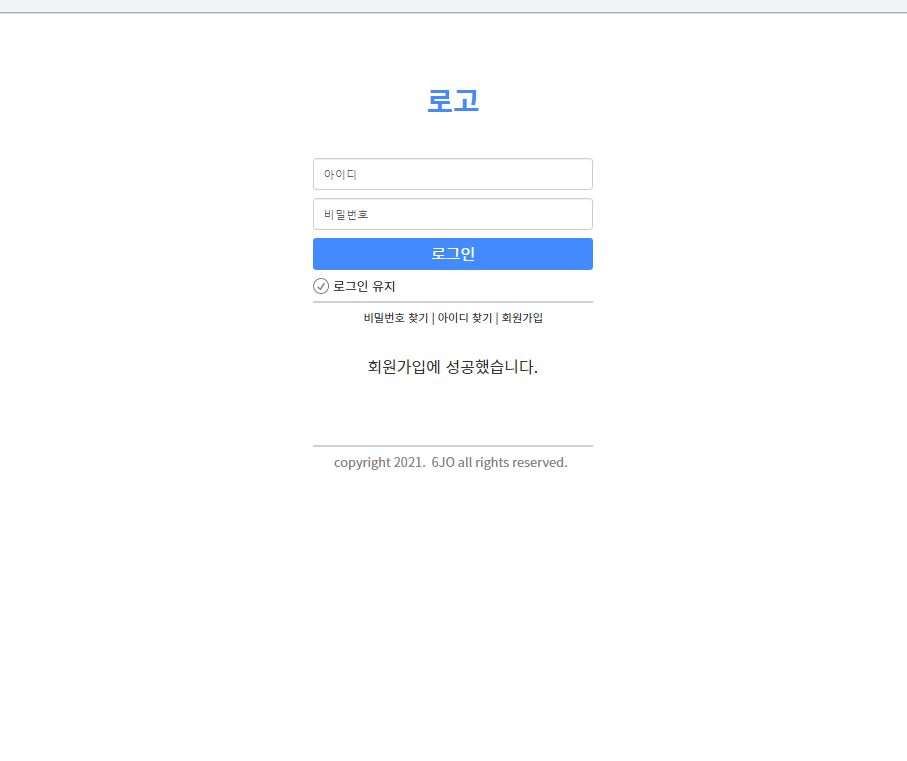 로고
아이디
비밀번호
로그인
로그인 유지
비밀번호 찾기 | 아이디 찾기 | 회원가입
회원가입에 성공했습니다.
copyright 2021. 6JO all rights reserved.